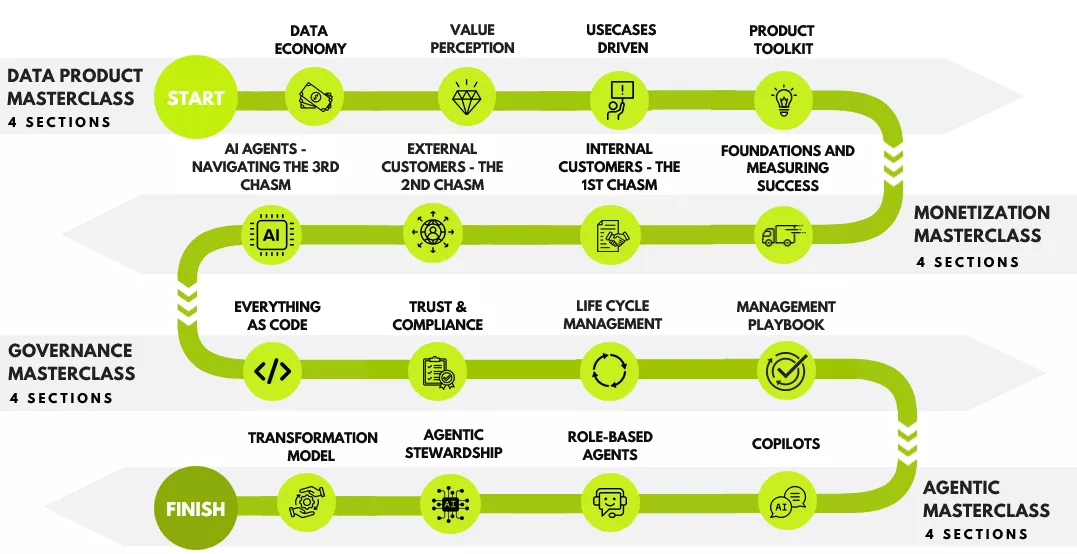 DATA PRODUCT
MASTERCLASS
4 SECTIONS
START
DATA
ECONOMY
VALUE
PERCEPTION
USECASES
DRIVEN
PRODUCT
TOOLKIT
!
MONETIZATION
MASTERCLASS
4 SECTIONS
FOUNDATIONS AND
MEASURING
SUCCESS
INTERNAL
CUSTOMERS - THE
1ST CHASM
EXTERNAL
CUSTOMERS - THE
2ND CHASM
AI AGENTS -
NAVIGATING THE 3RD
CHASM
AI
GOVERNANCE
MASTERCLASS
4 SECTIONS
EVERYTHING
AS CODE
</>
TRUST &
COMPLIANCE
LIFE CYCLE
MANAGEMENT
MANAGEMENT
PLAYBOOK
AGENTIC
MASTERCLASS
4 SECTIONS
COPILOTS
AI
ROLE-BASED
AGENTS
AGENTIC
STEWARDSHIP
AI
TRANSFORMATION
MODEL
FINISH